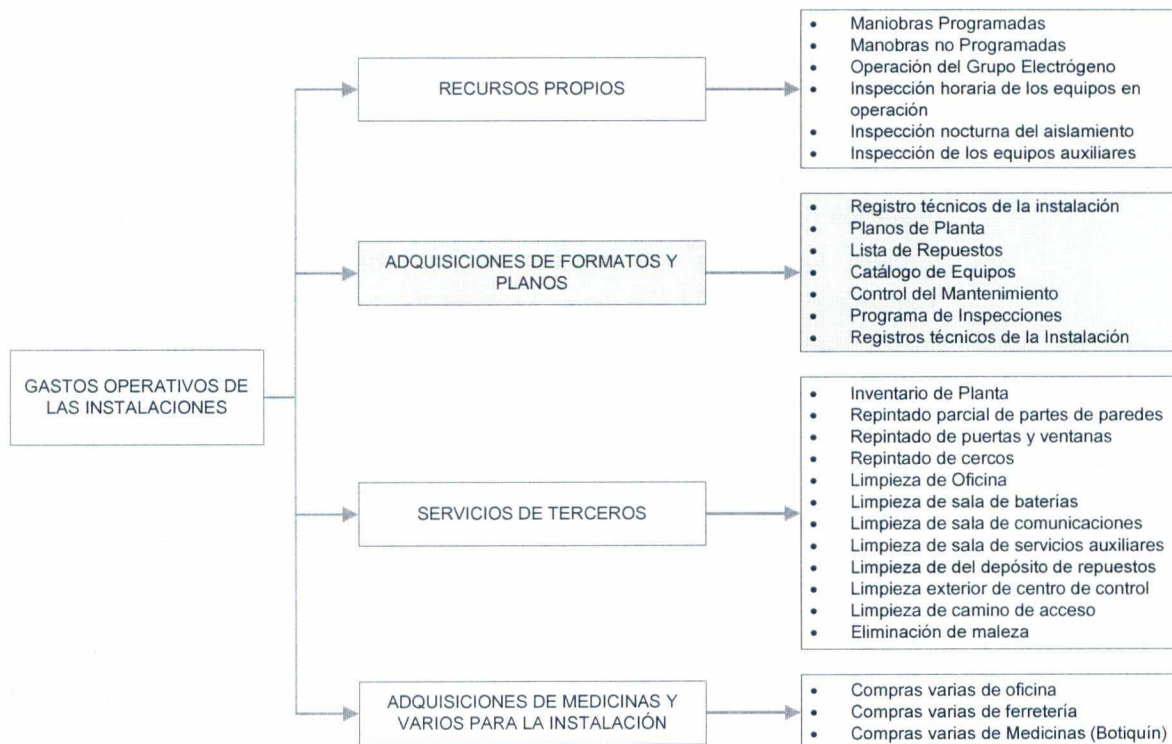 GASTOS OPERATIVOS DE
LAS INSTALACIONES
RECURSOS PROPIOS
• Maniobras Programadas
• Manobras no Programadas
• Operación del Grupo Electrógeno
• Inspección horaria de los equipos en
operación
• Inspección nocturna del aislamiento
• Inspección de los equipos auxiliares
ADQUISICIONES DE FORMATOS Y
PLANOS
• Registro técnicos de la instalación
• Planos de Planta
• Lista de Repuestos
• Catálogo de Equipos
• Control del Mantenimiento
• Programa de Inspecciones
• Registros técnicos de la Instalación
SERVICIOS DE TERCEROS
• Inventario de Planta
• Repintado parcial de partes de paredes
• Repintado de puertas y ventanas
• Repintado de cercos
• Limpieza de Oficina
• Limpieza de sala de baterías
• Limpieza de sala de comunicaciones
• Limpieza de sala de servicios auxiliares
• Limpieza de del depósito de repuestos
• Limpieza exterior de centro de control
• Limpieza de camino de acceso
• Eliminación de maleza
ADQUISICIONES DE MEDICINAS Y
VARIOS PARA LA INSTALACIÓN
• Compras varias de oficina
• Compras varias de ferretería
• Compras varias de Medicinas (Botiquín)